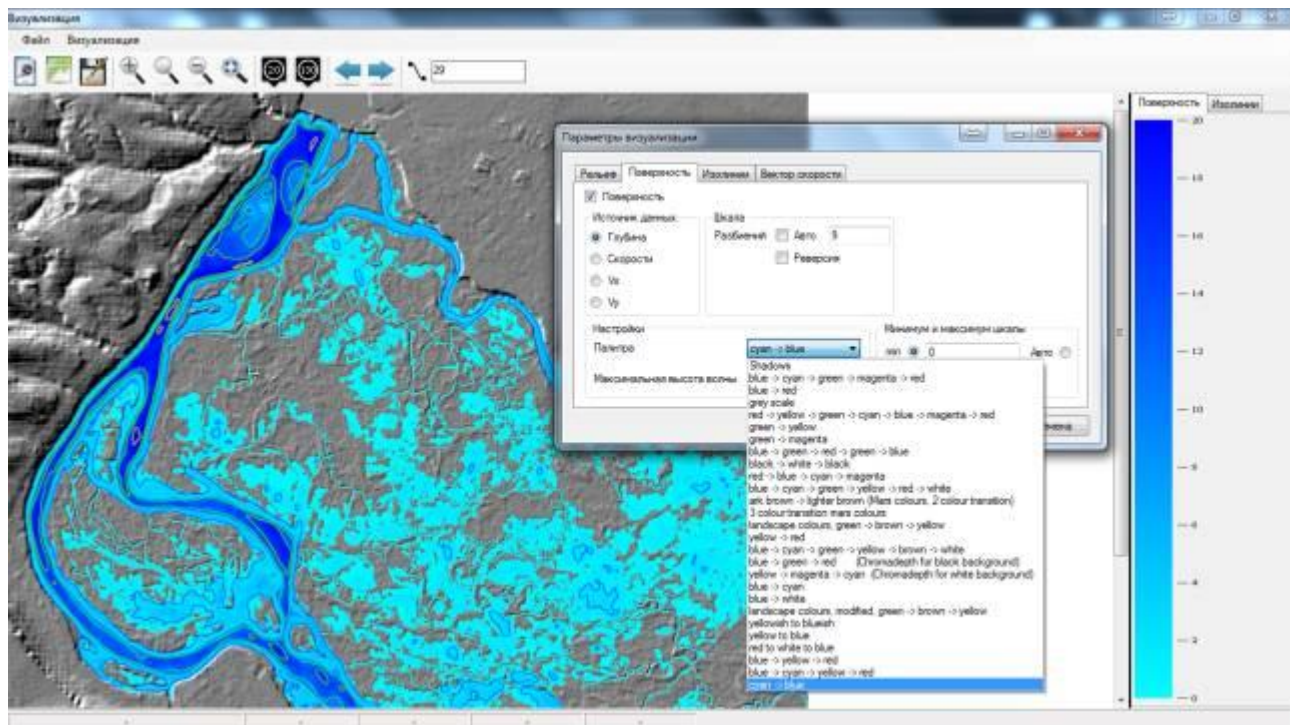 Визуализация
Файл Визуализация
20 100 29
Поверхность Изолинии
Параметры визуализации
Рельеф Поверхность Изолинии Вектор скорости
Поверхность
Источник данных Шкала
Глубина Разбиений Авто 9
Скорости Реверсия
Vx
Vy
Настройки Минимум и максимум шкалы
Палитра cyan -> blue min 0 Авто
Максимальная высота волны
Shadows
blue -> cyan -> green -> magenta -> red
blue -> red
grey scale
red -> yellow -> green -> cyan -> blue -> magenta -> red
green -> yellow
green -> magenta
blue -> green -> red -> green -> blue
black -> white -> black
red -> blue -> cyan -> magenta
blue -> cyan -> green -> yellow -> red -> white
ark brown -> lighter brown (Mars colours, 2 colour transition)
3 colour transition mars colours
landscape colours, green -> brown -> yellow
yellow -> red
blue -> cyan -> green -> yellow -> brown -> white
blue -> green -> red (Chromadepth for black background)
yellow -> magenta -> cyan (Chromadepth for white background)
blue -> cyan
blue -> white
landscape colours, modified, green -> brown -> yellow
yellowish to blueish
yellow to blue
red to white to blue
blue -> yellow -> red
blue -> cyan -> yellow -> red
cyan -> blue
20
18
16
14
12
10
8
6
4
2
0